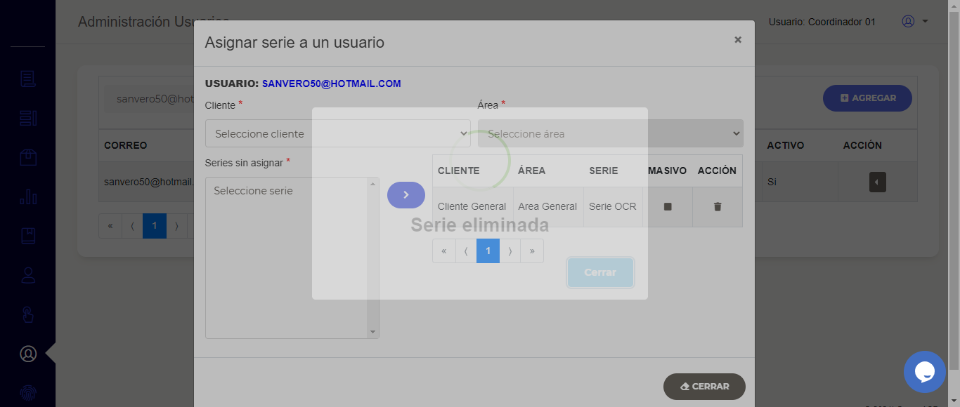 Administración Usuarios
Usuario: Coordinador 01
Asignar serie a un usuario
×
USUARIO: SANVERO50@HOTMAIL.COM
Cliente *
Área *
Seleccione cliente
Seleccione área
Series sin asignar *
Seleccione serie
CLIENTE ÁREA SERIE MASIVO ACCIÓN
Cliente General Area General Serie OCR
« ⟨ 1 ⟩ »
Serie eliminada
Cerrar
CERRAR
sanvero50@hot
AGREGAR
CORREO ACTIVO ACCIÓN
sanvero50@hotmail. Sí
« ⟨ 1 ⟩